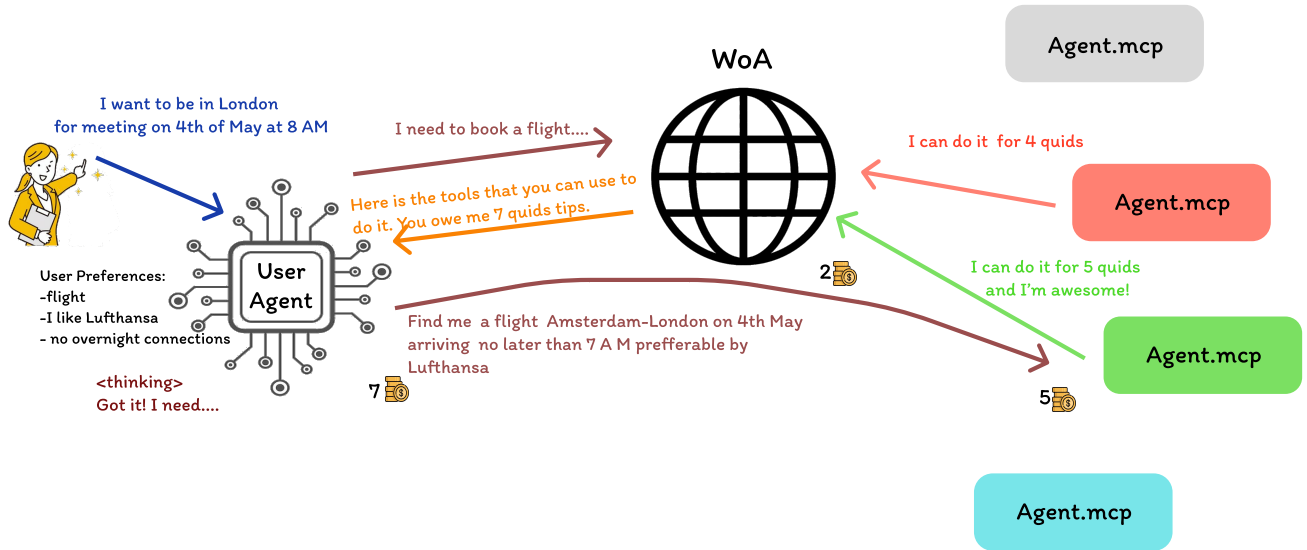 WoA
Agent.mcp
I want to be in London
for meeting on 4th of May at 8 AM
I need to book a flight....
I can do it  for 4 quids
Agent.mcp
Here is the tools that you can use to
do it. You owe me 7 quids tips.
User
Agent
User Preferences:
-flight
-I like Lufthansa
- no overnight connections
2
I can do it for 5 quids
and I'm awesome!
Find me  a flight  Amsterdam-London on 4th May
arriving  no later than 7 A M prefferable by
Lufthansa
Agent.mcp
<thinking>
Got it! I need....
7
5
Agent.mcp